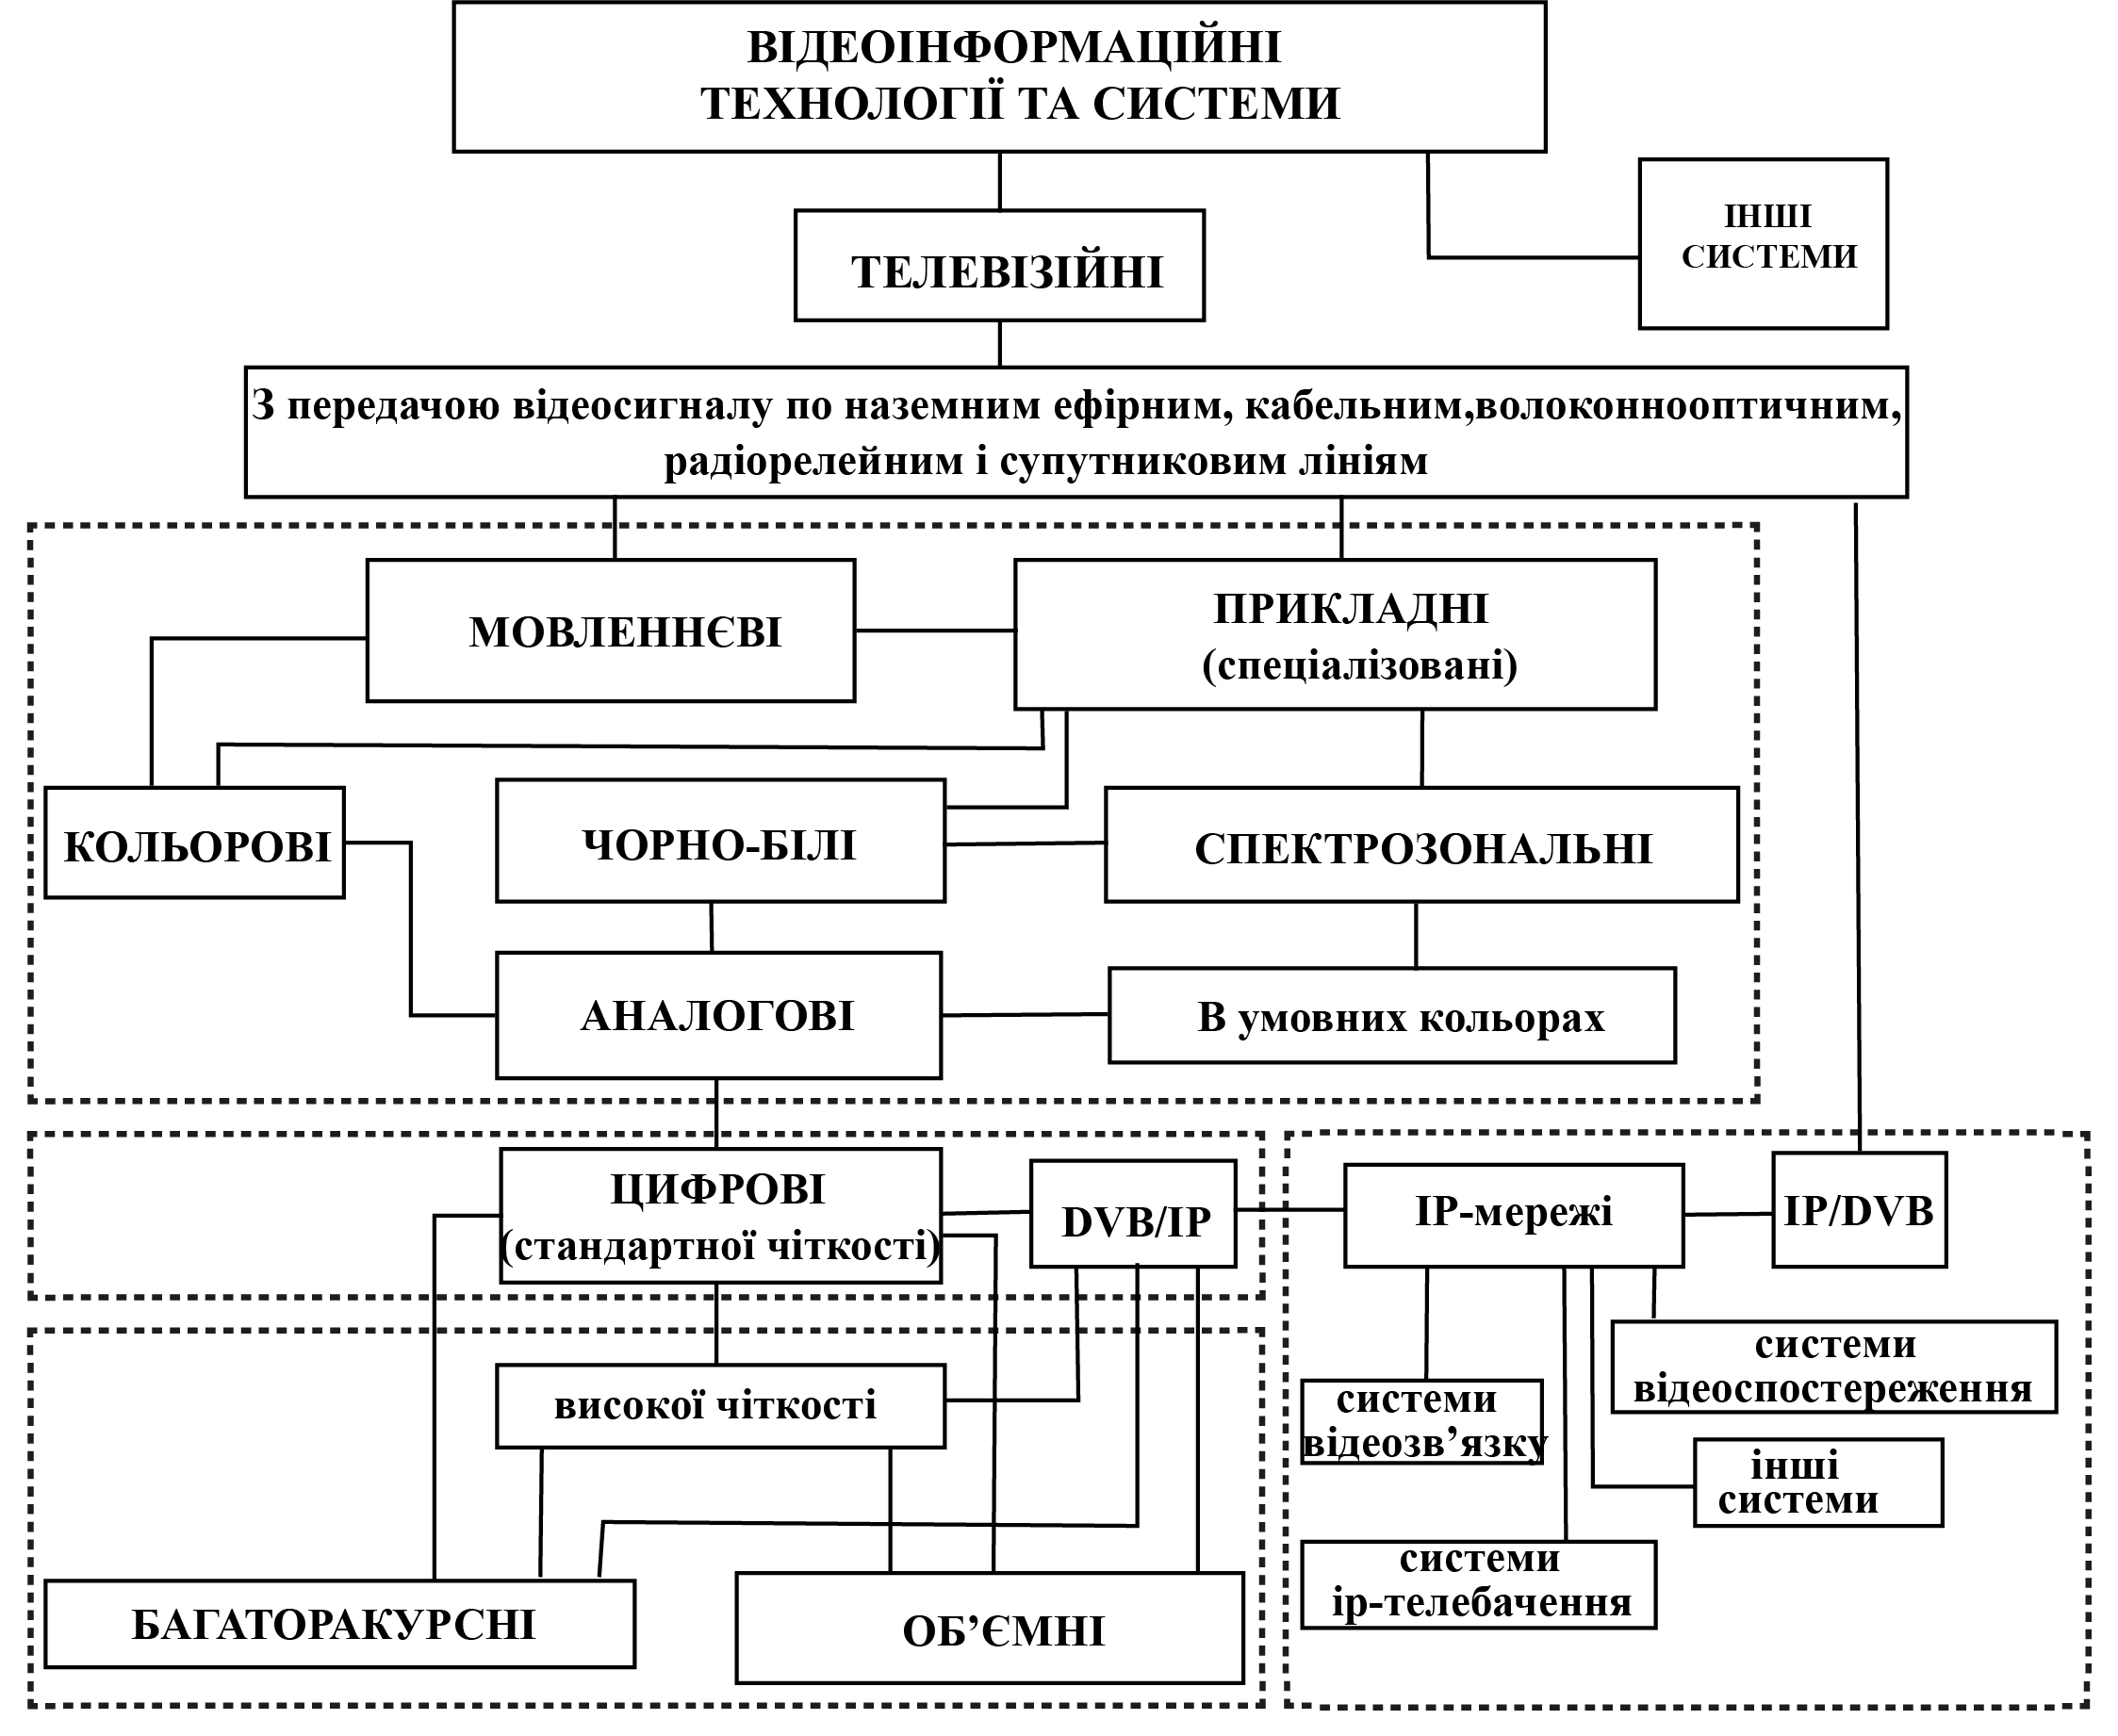 ВІДЕОІНФОРМАЦІЙНІ
ТЕХНОЛОГІЇ ТА СИСТЕМИ
ІНШІ
СИСТЕМИ
ТЕЛЕВІЗІЙНІ
З передачою відеосигналу по наземним ефірним, кабельним,волоконнооптичним,
радіорелейним і супутниковим лініям
МОВЛЕННЄВІ
ПРИКЛАДНІ
(спеціалізовані)
КОЛЬОРОВІ
ЧОРНО-БІЛІ
СПЕКТРОЗОНАЛЬНІ
АНАЛОГОВІ
В умовних кольорах
ЦИФРОВІ
(стандартної чіткості)
DVB/IP
ІР-мережі
IP/DVB
високої чіткості
системи
відеоспостереження
системи
відеозв’язку
інші
системи
системи
ір-телебачення
БАГАТОРАКУРСНІ
ОБ’ЄМНІ